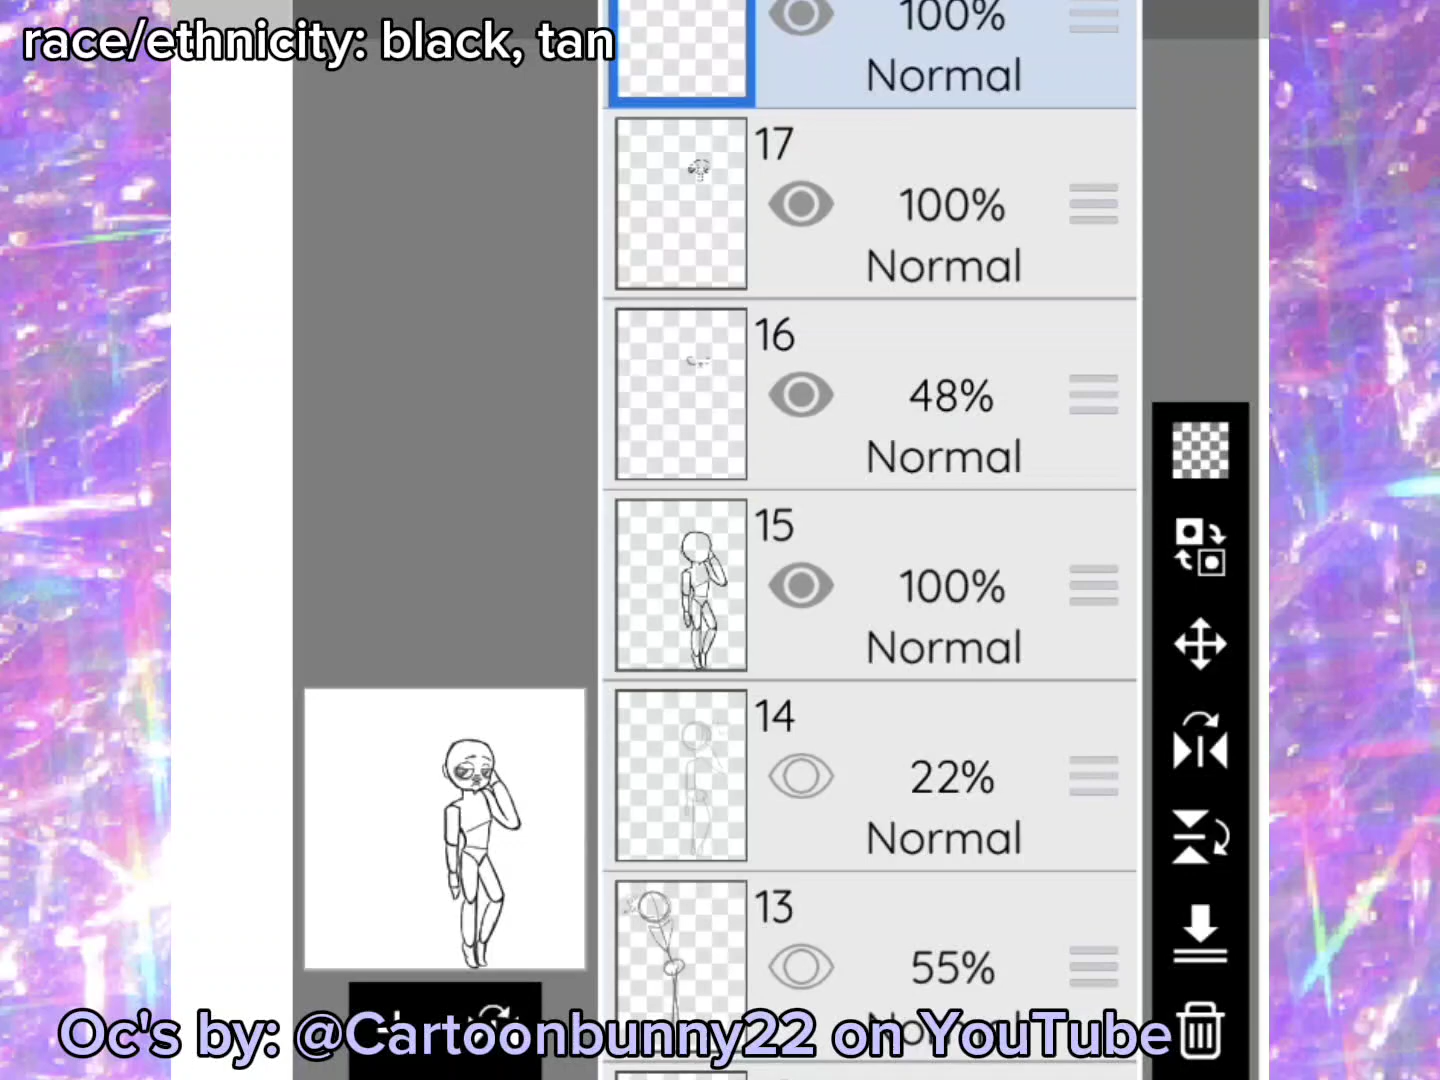 race/ethnicity: black, tan
100%
Normal
17
100%
Normal
16
48%
Normal
15
100%
Normal
14
22%
Normal
13
55%
Normal
Oc's by: @Cartoonbunny22 on YouTube